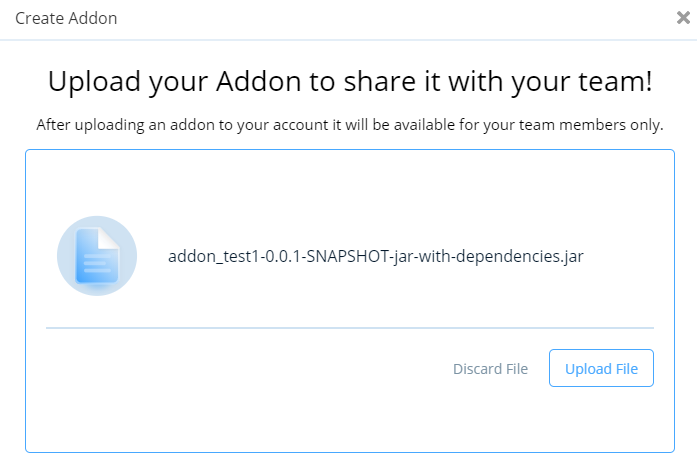 Create Addon
Upload your Addon to share it with your team!
After uploading an addon to your account it will be available for your team members only.
addon_test1-0.0.1-SNAPSHOT-jar-with-dependencies.jar
Discard File
Upload File